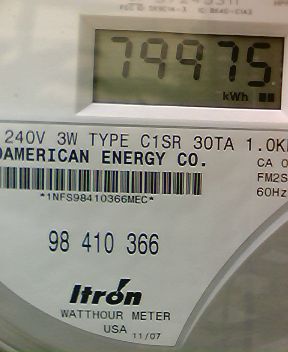 79975
kWh
240V 3W TYPE C1SR 30TA 1.0K
AMERICAN ENERGY CO.
CA
*1NFS98410366MEC*
FM2S
60Hz
98 410 366
Itron
WATTHOUR METER
USA 11/07